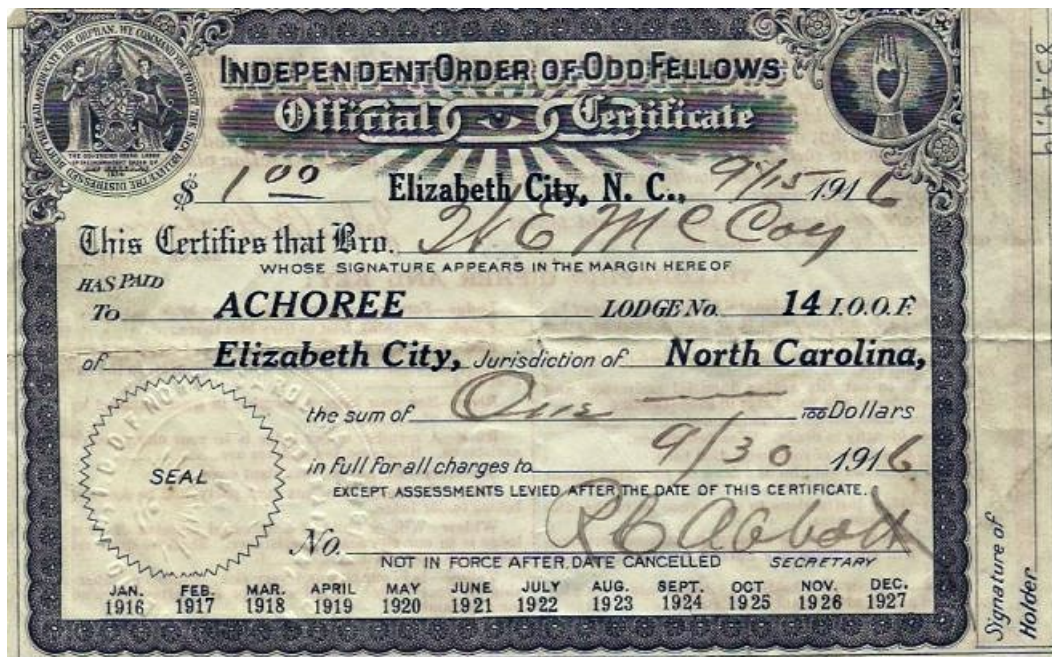 INDEPENDENT ORDER OF ODD FELLOWS
Official Certificate
$ 1 00 Elizabeth City, N. C., 9/15 1916
This Certifies that Bro. W E McCoy
WHOSE SIGNATURE APPEARS IN THE MARGIN HEREOF
HAS PAID
To ACHOREE LODGE No. 14 I.O.O.F.
of Elizabeth City, Jurisdiction of North Carolina,
the sum of One — 100 Dollars
in full for all charges to 9/30 1916
EXCEPT ASSESSMENTS LEVIED AFTER THE DATE OF THIS CERTIFICATE.
SEAL
No. R C Abbott
NOT IN FORCE AFTER DATE CANCELLED SECRETARY
JAN. FEB. MAR. APRIL MAY JUNE JULY AUG. SEPT. OCT NOV. DEC.
1916 1917 1918 1919 1920 1921 1922 1923 1924 1925 1926 1927
Signature of
Holder